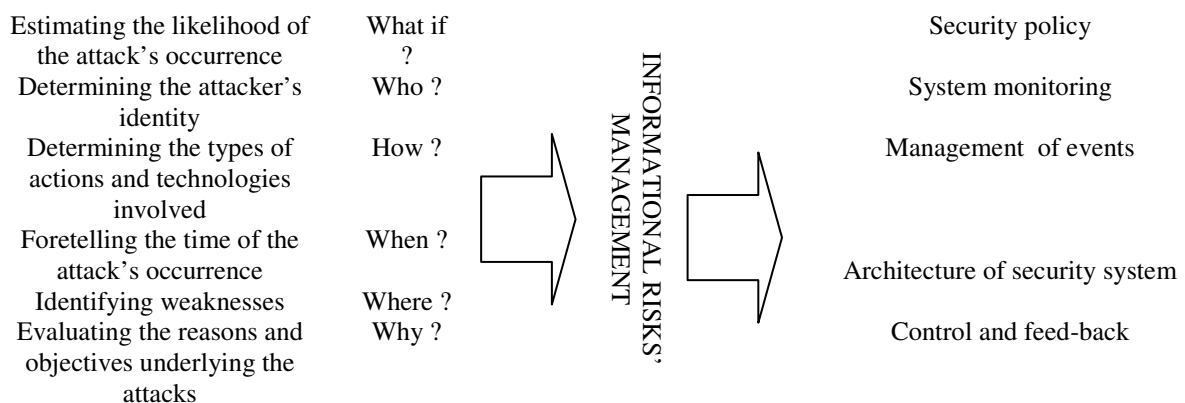 Estimating the likelihood of
the attack's occurrence
What if
?
Determining the attacker's
identity
Who ?
Determining the types of
actions and technologies
involved
How ?
Foretelling the time of the
attack's occurrence
When ?
Identifying weaknesses
Where ?
Evaluating the reasons and
objectives underlying the
attacks
Why ?
INFORMATIONAL RISKS'
MANAGEMENT
Security policy
System monitoring
Management of events
Architecture of security system
Control and feed-back